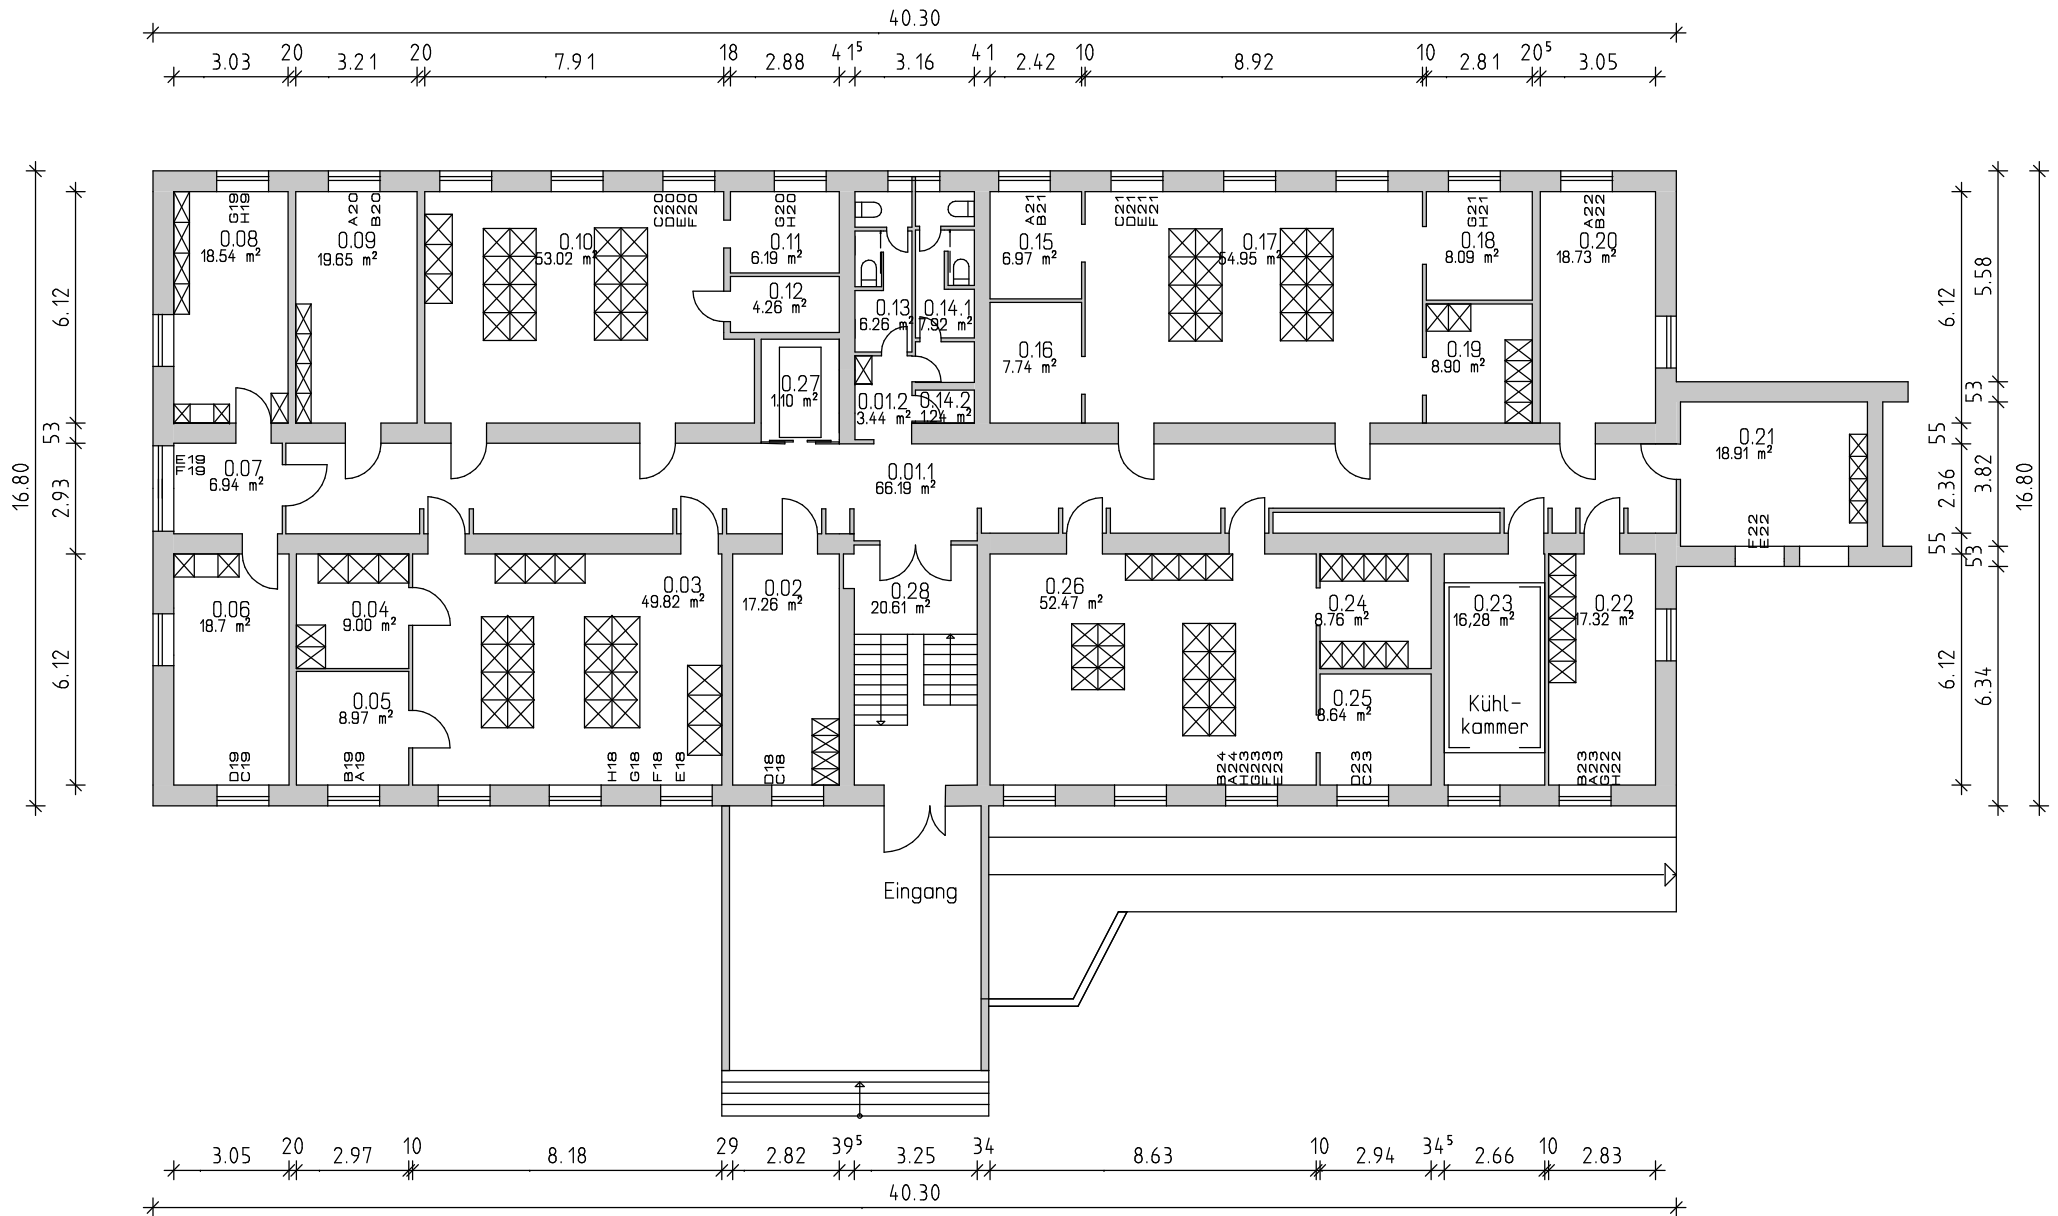 40.30
3.03 20 3.21 20 7.91 18 2.88 41⁵ 3.16 41 2.42 10 8.92 10 2.81 20⁵ 3.05
16.80
6.12
53
2.93
6.12
G19
H19
0.08
18.54 m²
A20
B20
0.09
19.65 m²
C20
D20
E20
F20
0.10
53.02 m²
G20
H20
0.11
6.19 m²
0.12
4.26 m²
0.27
1.10 m²
0.13
6.26 m²
0.14.1
7.92 m²
0.01.2
3.44 m²
0.14.2
1.24 m²
A21
B21
0.15
6.97 m²
0.16
7.74 m²
C21
D21
E21
F21
0.17
54.95 m²
G21
H21
0.18
8.09 m²
0.19
8.90 m²
A22
B22
0.20
18.73 m²
E19
F19
0.07
6.94 m²
0.01.1
66.19 m²
0.21
18.91 m²
F22
E22
0.06
18.7 m²
D19
C19
0.04
9.00 m²
0.05
8.97 m²
B19
A19
0.03
49.82 m²
H18
G18
F18
E18
0.02
17.26 m²
D18
C18
0.28
20.61 m²
0.26
52.47 m²
B24
A24
H23
G23
F23
E23
0.24
8.76 m²
0.25
8.64 m²
D23
C23
0.23
16,28 m²
Kühl-
kammer
0.22
17.32 m²
B23
A23
G22
H22
6.12
55
2.36
55
6.12
5.58
53
3.82
53
6.34
16.80
Eingang
3.05 20 2.97 10 8.18 29 2.82 39⁵ 3.25 34 8.63 10 2.94 34⁵ 2.66 10 2.83
40.30